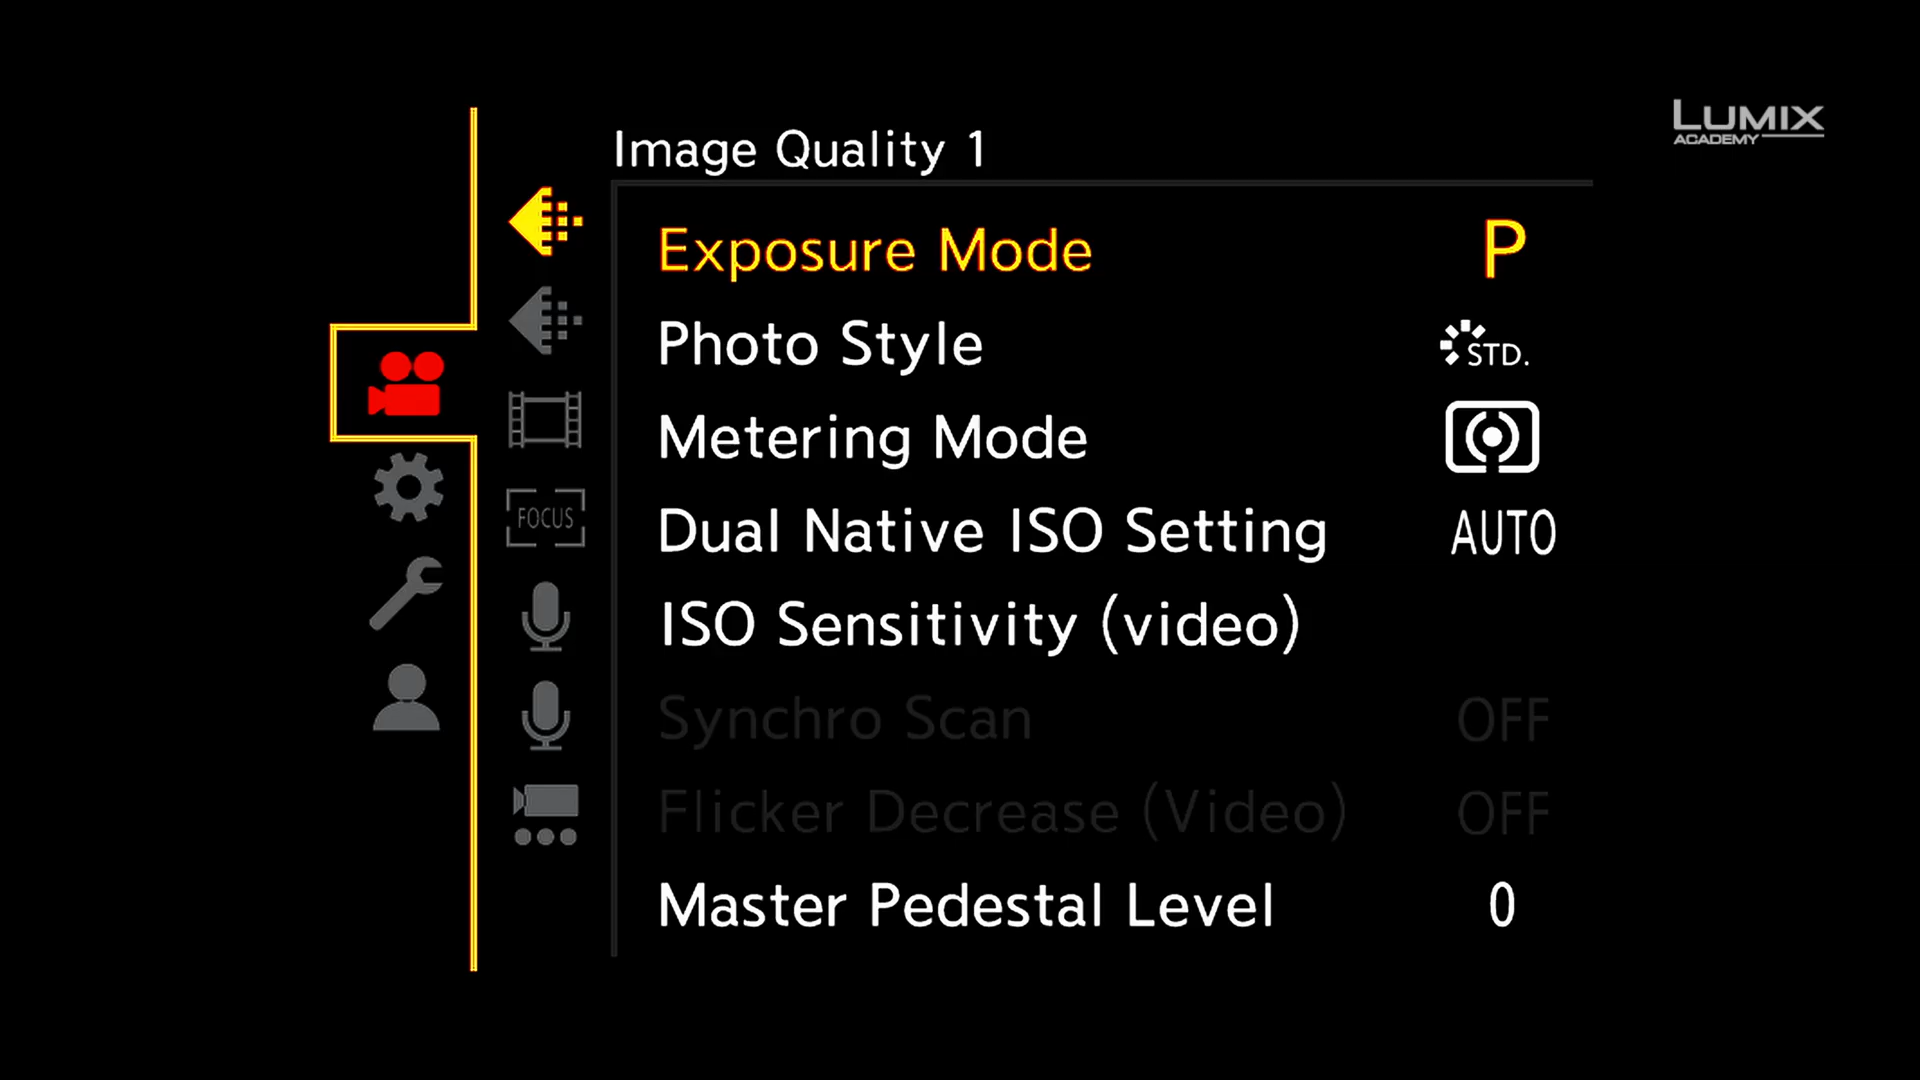 LUMIX
ACADEMY
Image Quality 1
Exposure Mode P
Photo Style STD.
Metering Mode
Dual Native ISO Setting AUTO
ISO Sensitivity (video)
Synchro Scan OFF
Flicker Decrease (Video) OFF
Master Pedestal Level 0
FOCUS